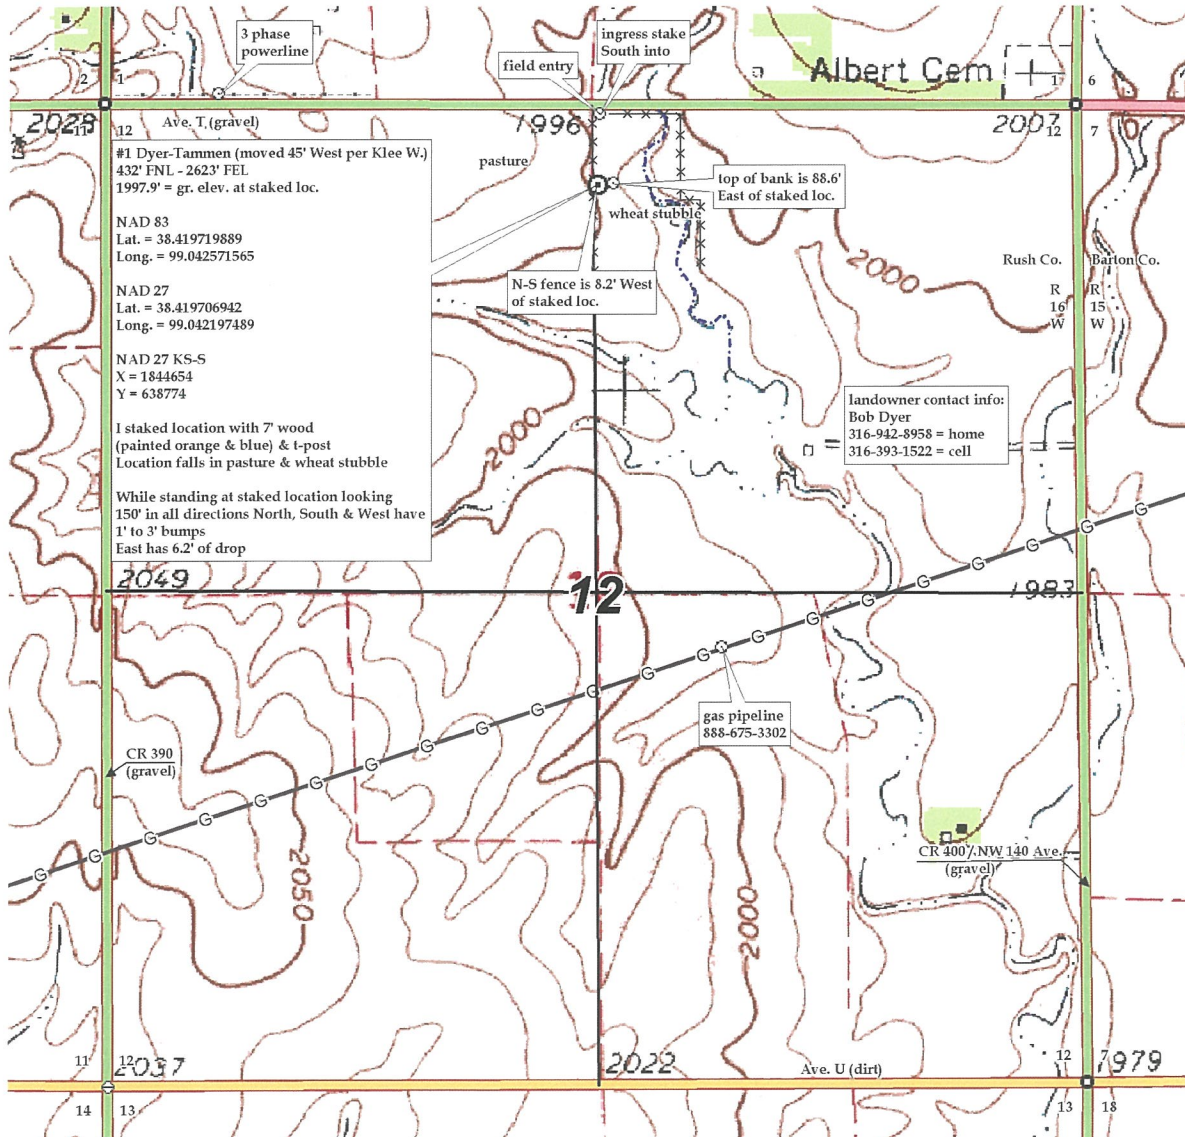 3 phase
powerline
ingress stake
South into
field entry
Albert Cem
2
1
1
6
2028
11
12
Ave. T (gravel)
1996
2007
12
7
#1 Dyer-Tammen (moved 45' West per Klee W.)
432' FNL - 2623' FEL
1997.9' = gr. elev. at staked loc.
NAD 83
Lat. = 38.419719889
Long. = 99.042571565
NAD 27
Lat. = 38.419706942
Long. = 99.042197489
NAD 27 KS-S
X = 1844654
Y = 638774
I staked location with 7' wood
(painted orange & blue) & t-post
Location falls in pasture & wheat stubble
While standing at staked location looking
150' in all directions North, South & West have
1' to 3' bumps
East has 6.2' of drop
pasture
top of bank is 88.6'
East of staked loc.
wheat stubble
N-S fence is 8.2' West
of staked loc.
2000
Rush Co.
Barton Co.
R
16
W
R
15
W
2000
landowner contact info:
Bob Dyer
316-942-8958 = home
316-393-1522 = cell
2049
12
1983
G G G G G G G G G G G G G G G G G G G G G
gas pipeline
888-675-3302
CR 390
(gravel)
2050
2000
CR 400 / NW 140 Ave.
(gravel)
11
12
2037
2022
Ave. U (dirt)
12
7
1979
14
13
13
18